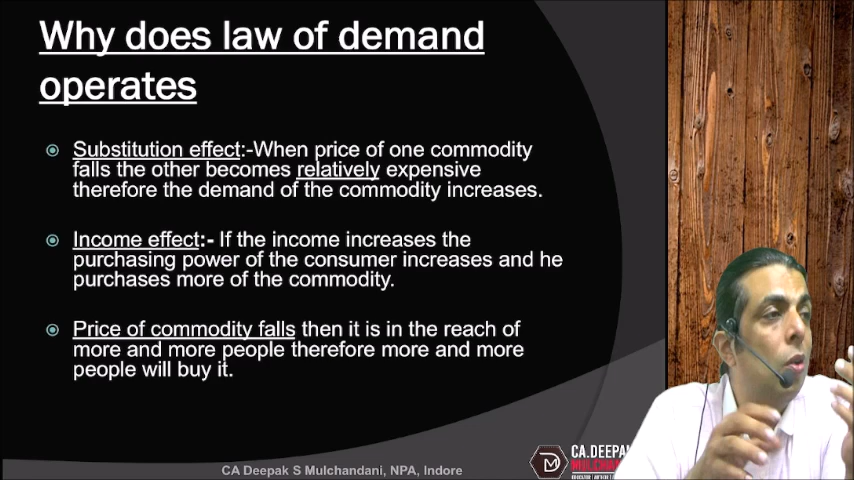 Why does law of demand
operates
Substitution effect:-When price of one commodity
falls the other becomes relatively expensive
therefore the demand of the commodity increases.
Income effect:- If the income increases the
purchasing power of the consumer increases and he
purchases more of the commodity.
Price of commodity falls then it is in the reach of
more and more people therefore more and more
people will buy it.
CA Deepak S Mulchandani, NPA, Indore
CA.DEEPAK